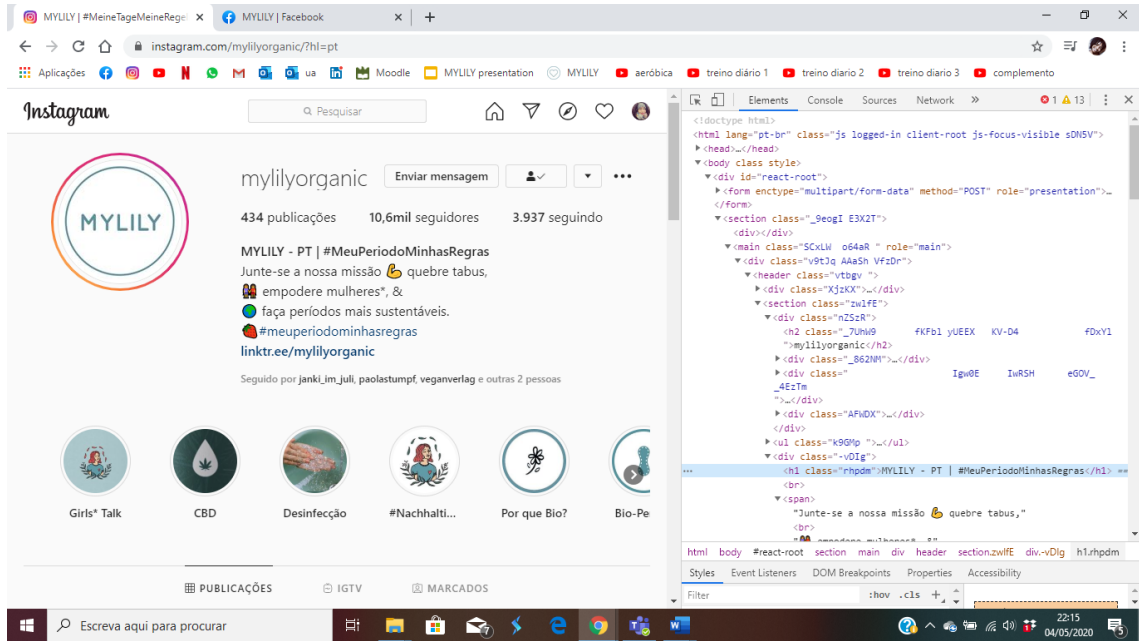 MYLILY | #MeineTageMeineRegel
MYLILY | Facebook
instagram.com/mylilyorganic/?hl=pt
Aplicações
ua
Moodle
MYLILY presentation
MYLILY
aeróbica
treino diário 1
treino diário 2
treino diário 3
complemento
Instagram
Pesquisar
mylilyorganic
Enviar mensagem
434 publicações 10,6mil seguidores 3.937 seguindo
MYLILY
MYLILY - PT | #MeuPeriodoMinhasRegras
Junte-se a nossa missão 💪 quebre tabus,
👭 empodere mulheres*, &
🌍 faça períodos mais sustentáveis.
🍓#meuperiodominhasregras
linktr.ee/mylilyorganic
Seguido por janki_im_juli, paolastumpf, veganverlag e outras 2 pessoas
Girls* Talk
CBD
Desinfecção
#Nachhalti...
Por que Bio?
Bio-Pe
PUBLICAÇÕES
IGTV
MARCADOS
Elements Console Sources Network » 1 13
<!doctype html>
<html lang="pt-br" class="js logged-in client-root js-focus-visible sDN5V">
<head>…</head>
<body class style>
<div id="react-root">
<form enctype="multipart/form-data" method="POST" role="presentation">…
</form>
<section class="_9eogI E3X2T">
<div></div>
<main class="SCxLW o64aR " role="main">
<div class="v9tJq AAaSh VfzDr">
<header class="vtbgv ">
<div class="XjzKX">…</div>
<section class="zwlfE">
<div class="nZSzR">
<h2 class="_7UhW9 fKFbl yUEEX KV-D4 fDxYl
">mylilyorganic</h2>
<div class="_862NM">…</div>
<div class=" Igw0E IwRSH eGOV_
_4EzTm
">…</div>
<div class="AFWDX">…</div>
</div>
<ul class="k9GMp ">…</ul>
<div class="-vDIg">
<h1 class="rhpdm">MYLILY - PT | #MeuPeriodoMinhasRegras</h1> ==
<br>
<span>
"Junte-se a nossa missão 💪 quebre tabus,"
<br>
"👭 empodere mulheres*, &"
html body #react-root section main div header section.zwlfE div.-vDIg h1.rhpdm
Styles Event Listeners DOM Breakpoints Properties Accessibility
Filter :hov .cls +
Escreva aqui para procurar
22:15
04/05/2020